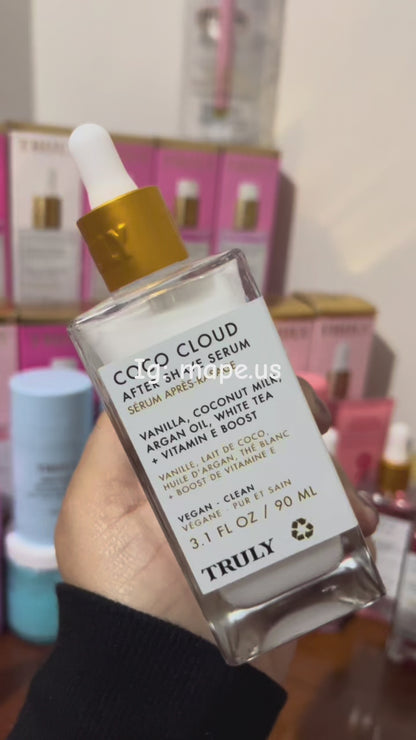 COCO CLOUD
AFTER SHAVE SERUM
SÉRUM APRÈS-RASAGE
Ig: mape.us
VANILLA, COCONUT MILK,
ARGAN OIL, WHITE TEA
+ VITAMIN E BOOST
VANILLE, LAIT DE COCO,
HUILE D'ARGAN, THÉ BLANC
+ BOOST DE VITAMINE E
VEGAN - CLEAN
VÉGANE - PUR ET SAIN
3.1 FL OZ / 90 ML
TRULY